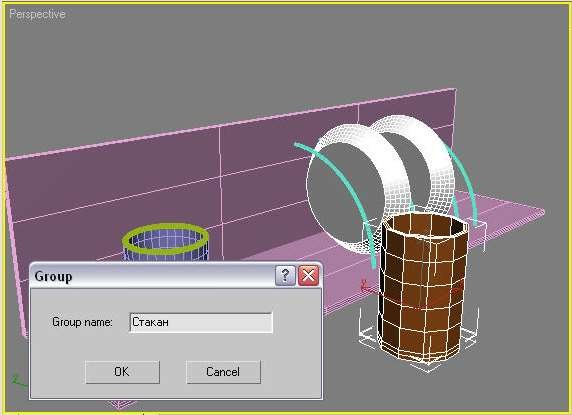 Perspective
Group
Group name: Стакан
OK Cancel